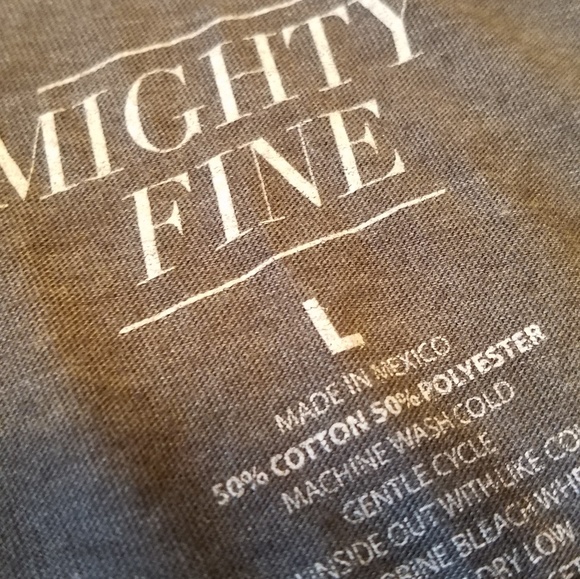 MIGHTY
FINE
L
MADE IN MEXICO
50% COTTON 50% POLYESTER
MACHINE WASH COLD
GENTLE CYCLE
INSIDE OUT WITH LIKE
BLEACH
DRY LOW